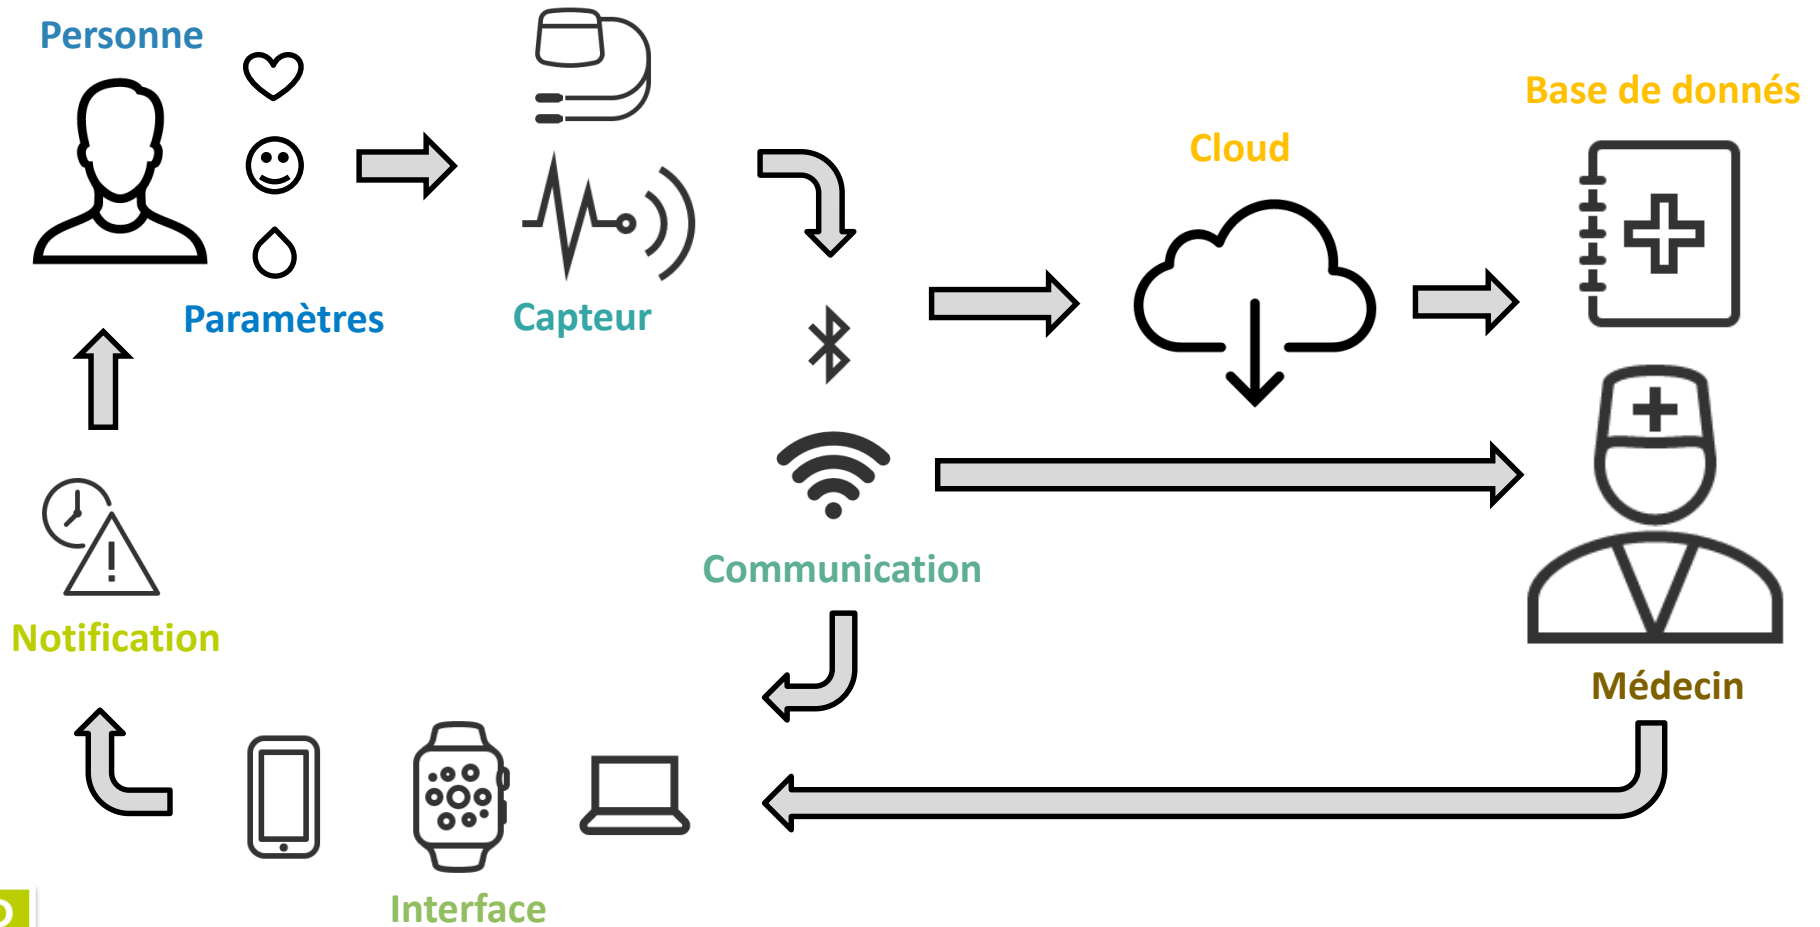 Personne
Base de donnés
Cloud
Paramètres
Capteur
Communication
Notification
Médecin
Interface